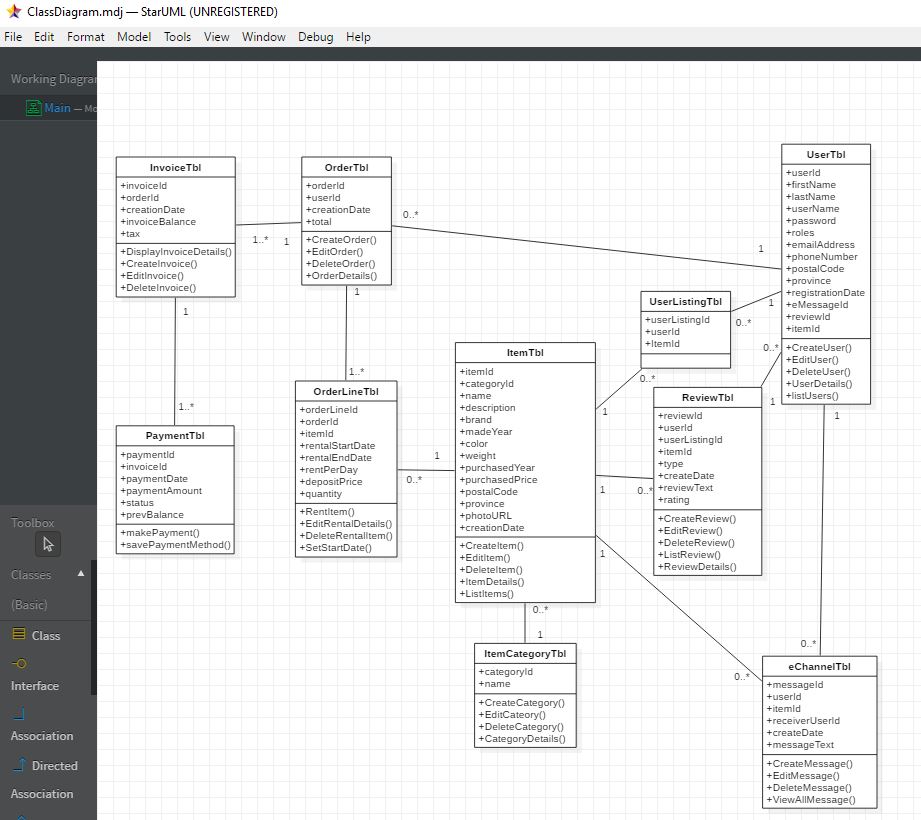 ClassDiagram.mdj — StarUML (UNREGISTERED)
File Edit Format Model Tools View Window Debug Help
Working Diagra
Main — Mo
InvoiceTbl
+invoiceId
+orderId
+creationDate
+invoiceBalance
+tax
+DisplayInvoiceDetails()
+CreateInvoice()
+EditInvoice()
+DeleteInvoice()
1..*
1
1
1..*
OrderTbl
+orderId
+userId
+creationDate
+total
+CreateOrder()
+EditOrder()
+DeleteOrder()
+OrderDetails()
0..*
1
1
1..*
UserTbl
+userId
+firstName
+lastName
+userName
+password
+roles
+emailAddress
+phoneNumber
+postalCode
+province
+registrationDate
+eMessageId
+reviewId
+itemId
+CreateUser()
+EditUser()
+DeleteUser()
+UserDetails()
+listUsers()
1
0..*
0..*
1
1
0..*
UserListingTbl
+userListingId
+userId
+ItemId
0..*
1
PaymentTbl
+paymentId
+invoiceId
+paymentDate
+paymentAmount
+status
+prevBalance
+makePayment()
+savePaymentMethod()
OrderLineTbl
+orderLineId
+orderId
+itemId
+rentalStartDate
+rentalEndDate
+rentPerDay
+depositPrice
+quantity
+RentItem()
+EditRentalDetails()
+DeleteRentalItem()
+SetStartDate()
1
0..*
ItemTbl
+itemId
+categoryId
+name
+description
+brand
+madeYear
+color
+weight
+purchasedYear
+purchasedPrice
+postalCode
+province
+photoURL
+creationDate
+CreateItem()
+EditItem()
+DeleteItem()
+ItemDetails()
+ListItems()
1
0..*
1
0..*
0..*
1
ReviewTbl
+reviewId
+userId
+userListingId
+itemId
+type
+createDate
+reviewText
+rating
+CreateReview()
+EditReview()
+DeleteReview()
+ListReview()
+ReviewDetails()
ItemCategoryTbl
+categoryId
+name
+CreateCategory()
+EditCateory()
+DeleteCategory()
+CategoryDetails()
eChannelTbl
+messageId
+userId
+itemId
+receiverUserId
+createDate
+messageText
+CreateMessage()
+EditMessage()
+DeleteMessage()
+ViewAllMessage()
Toolbox
Classes
(Basic)
Class
Interface
Association
Directed
Association